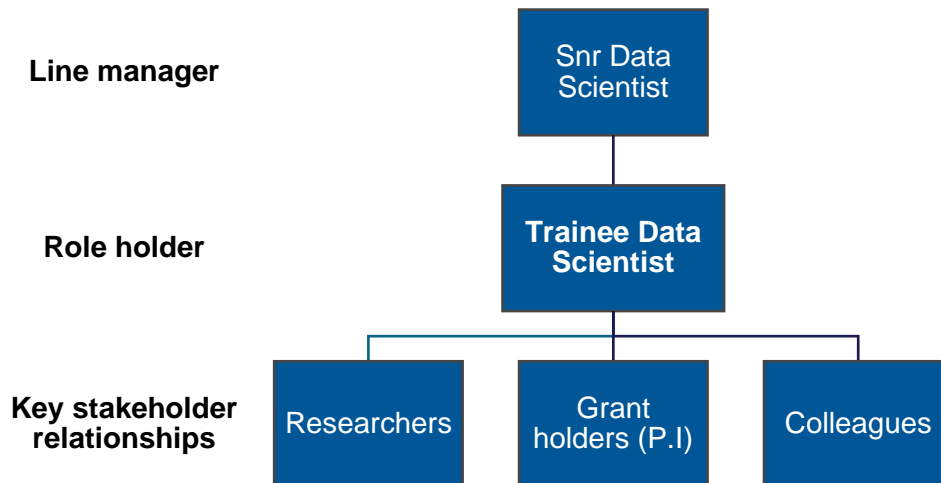 Line manager
Snr Data
Scientist
Role holder
Trainee Data
Scientist
Key stakeholder
relationships
Researchers
Grant
holders (P.I)
Colleagues